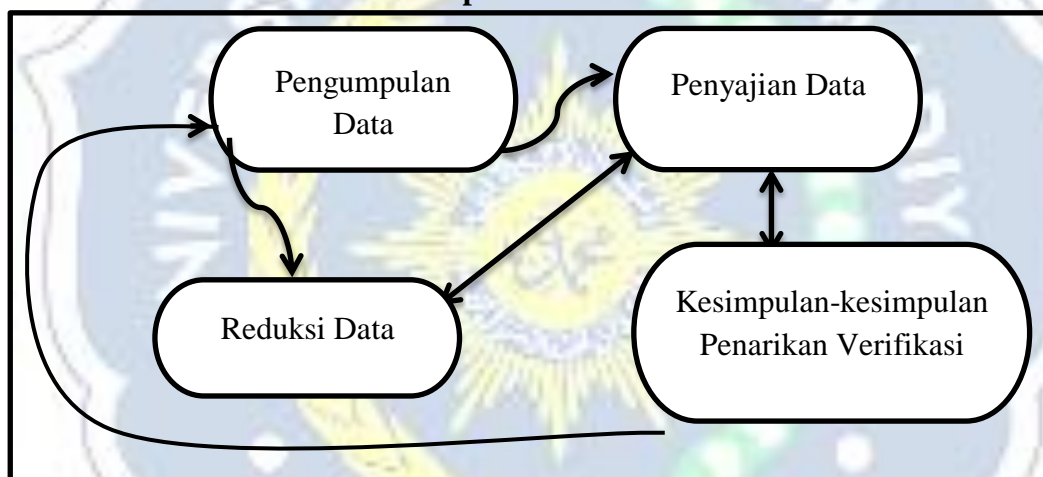 Pengumpulan
Data
Penyajian Data
Reduksi Data
Kesimpulan-kesimpulan
Penarikan Verifikasi